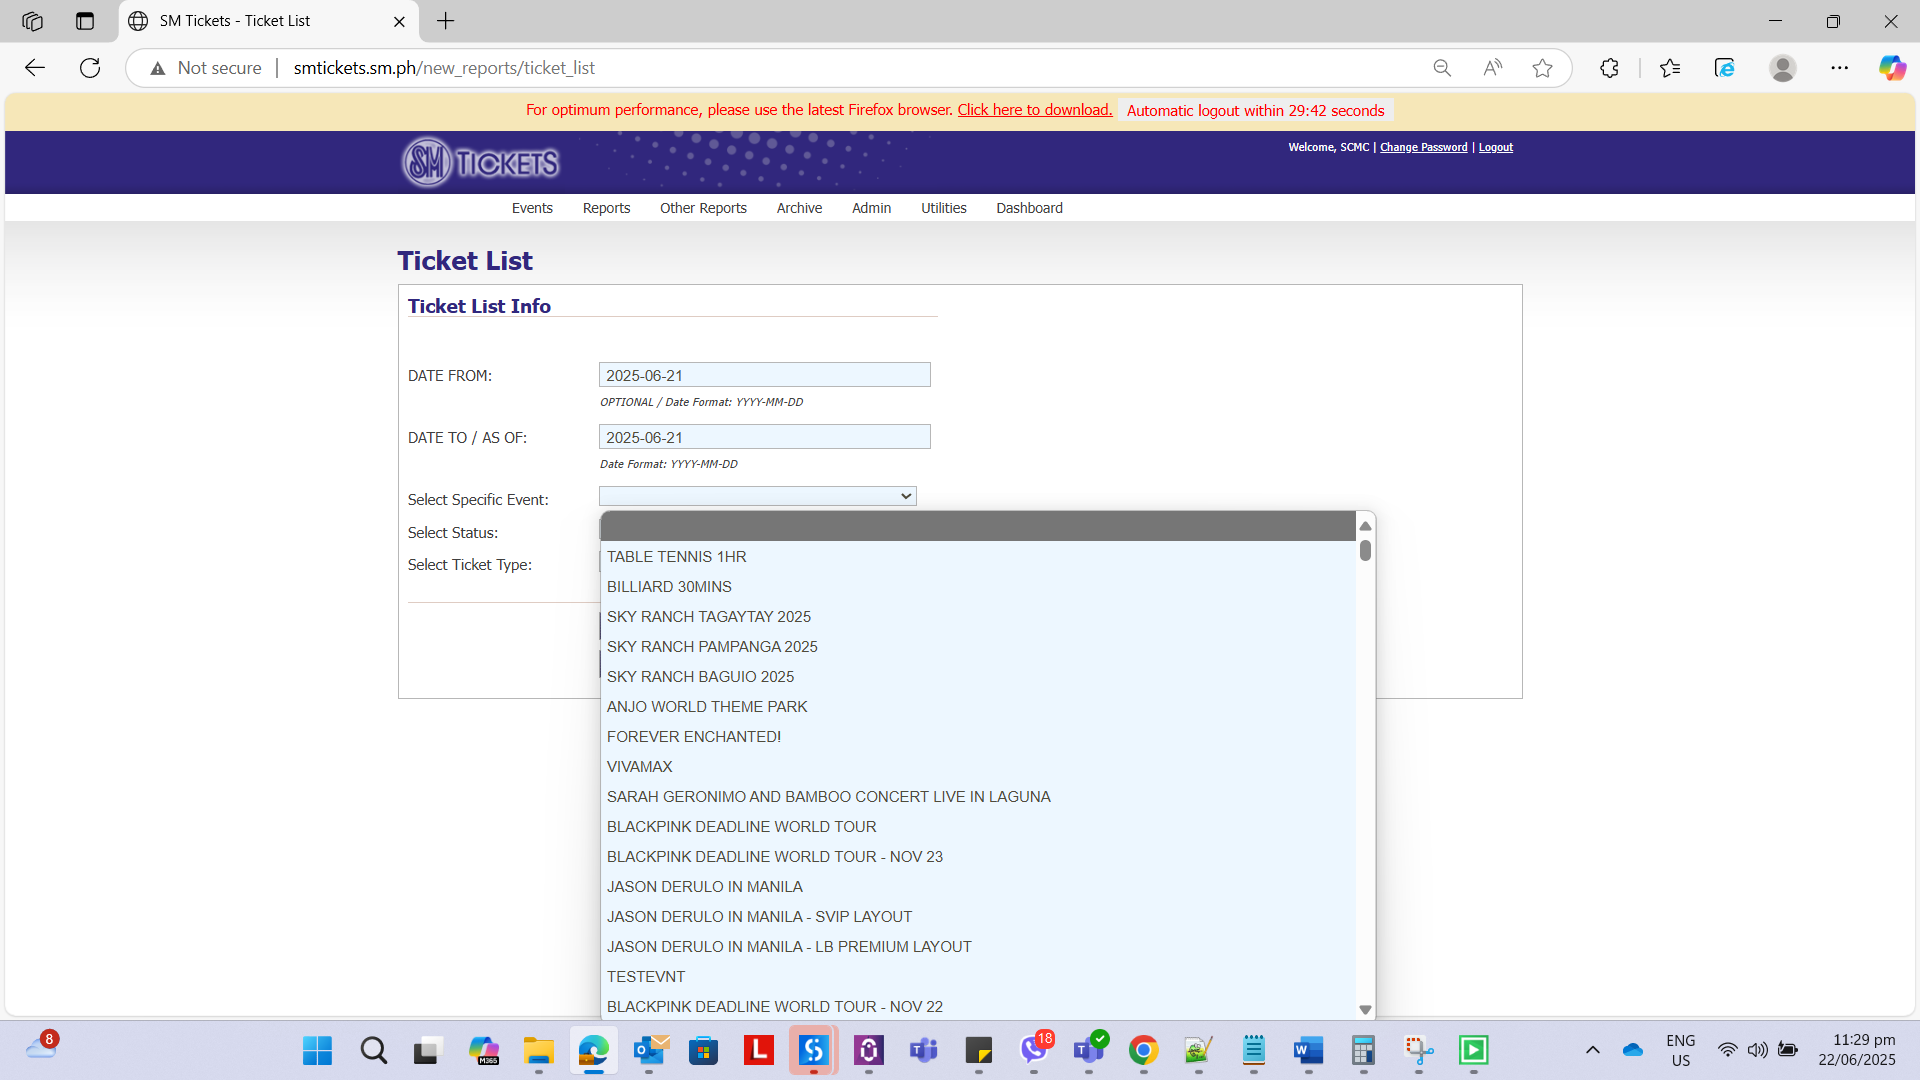 SM Tickets - Ticket List
Not secure
smtickets.sm.ph/new_reports/ticket_list
For optimum performance, please use the latest Firefox browser. Click here to download. Automatic logout within 29:42 seconds
SM TICKETS
Welcome, SCMC | Change Password | Logout
Events Reports Other Reports Archive Admin Utilities Dashboard
Ticket List
Ticket List Info
DATE FROM: 2025-06-21
OPTIONAL / Date Format: YYYY-MM-DD
DATE TO / AS OF: 2025-06-21
Date Format: YYYY-MM-DD
Select Specific Event:
Select Status:
Select Ticket Type:
TABLE TENNIS 1HR
BILLIARD 30MINS
SKY RANCH TAGAYTAY 2025
SKY RANCH PAMPANGA 2025
SKY RANCH BAGUIO 2025
ANJO WORLD THEME PARK
FOREVER ENCHANTED!
VIVAMAX
SARAH GERONIMO AND BAMBOO CONCERT LIVE IN LAGUNA
BLACKPINK DEADLINE WORLD TOUR
BLACKPINK DEADLINE WORLD TOUR - NOV 23
JASON DERULO IN MANILA
JASON DERULO IN MANILA - SVIP LAYOUT
JASON DERULO IN MANILA - LB PREMIUM LAYOUT
TESTEVNT
BLACKPINK DEADLINE WORLD TOUR - NOV 22
8
M365
L
18
ENG
US
11:29 pm
22/06/2025